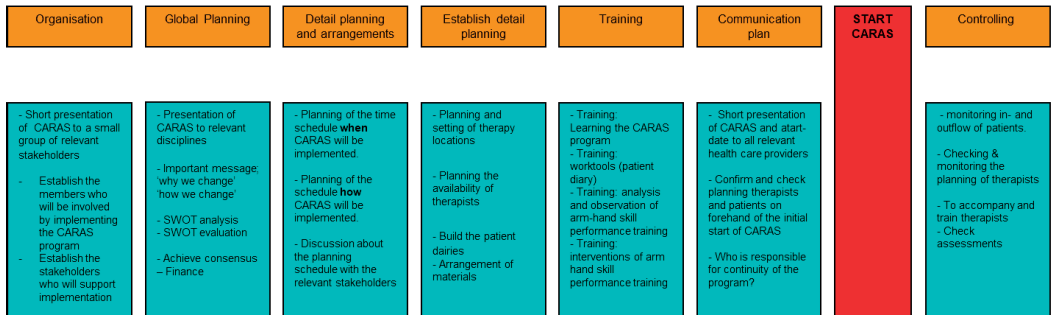 Organisation
Global Planning
Detail planning
and arrangements
Establish detail
planning
Training
Communication
plan
START
CARAS
Controlling
- Short presentation
of CARAS to a small
group of relevant
stakeholders
- Establish the
members who
will be involved
by implementing
the CARAS
program
- Establish the
stakeholders
who will support
implementation
- Presentation of
CARAS to relevant
disciplines
- Important message;
'why we change'
'how we change'
- SWOT analysis
- SWOT evaluation
- Achieve consensus
– Finance
- Planning of the time
schedule when
CARAS will be
implemented.
- Planning of the
schedule how
CARAS will be
implemented.
- Discussion about
the planning
schedule with the
relevant stakeholders
- Planning and
setting of therapy
locations
- Planning the
availability of
therapists
- Build the patient
dairies
- Arrangement of
materials
- Training:
Learning the CARAS
program
- Training:
worktools (patient
diary)
- Training: analysis
and observation of
arm-hand skill
performance training
- Training:
interventions of arm
hand skill
performance training
- Short presentation
of CARAS and atart-
date to all relevant
health care providers
- Confirm and check
planning therapists
and patients on
forehand of the initial
start of CARAS
- Who is responsible
for continuity of the
program?
- monitoring in- and
outflow of patients.
- Checking &
monitoring the
planning of therapists
- To accompany and
train therapists
- Check
assessments